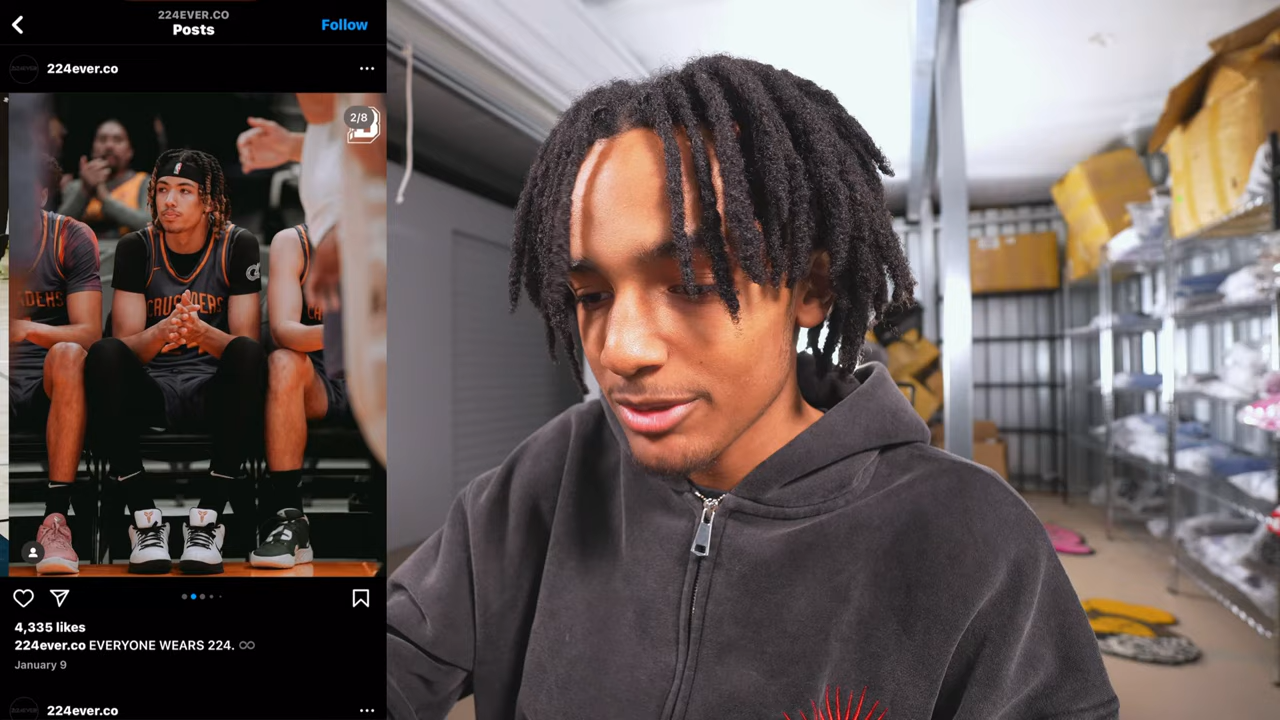 224EVER.CO
Posts
Follow
224ever.co
2/8
CRUSADERS
4,335 likes
224ever.co EVERYONE WEARS 224.
January 9
224ever.co